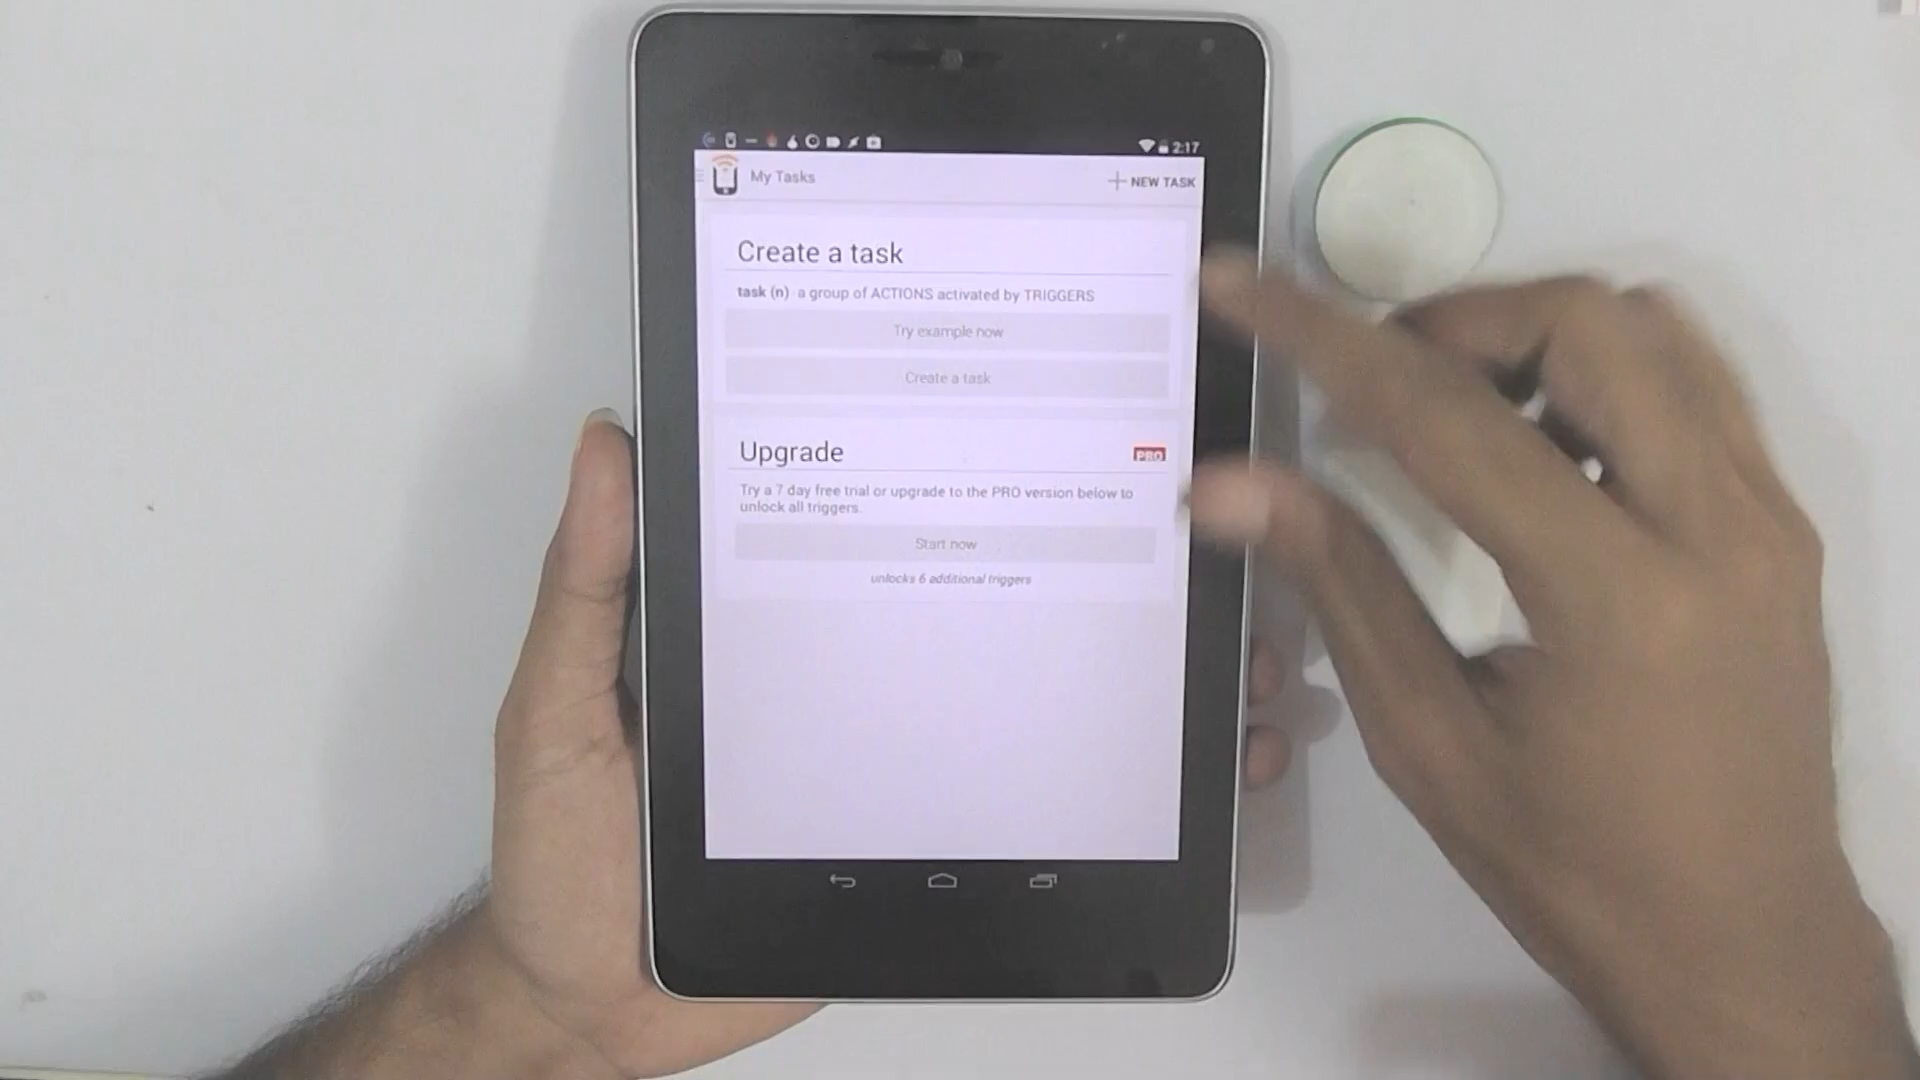 2:17
My Tasks
NEW TASK
Create a task
task (n) - a group of ACTIONS activated by TRIGGERS
Try example now
Create a task
Upgrade
PRO
Try a 7 day free trial or upgrade to the PRO version below to
unlock all triggers.
Start now
unlocks 6 additional triggers